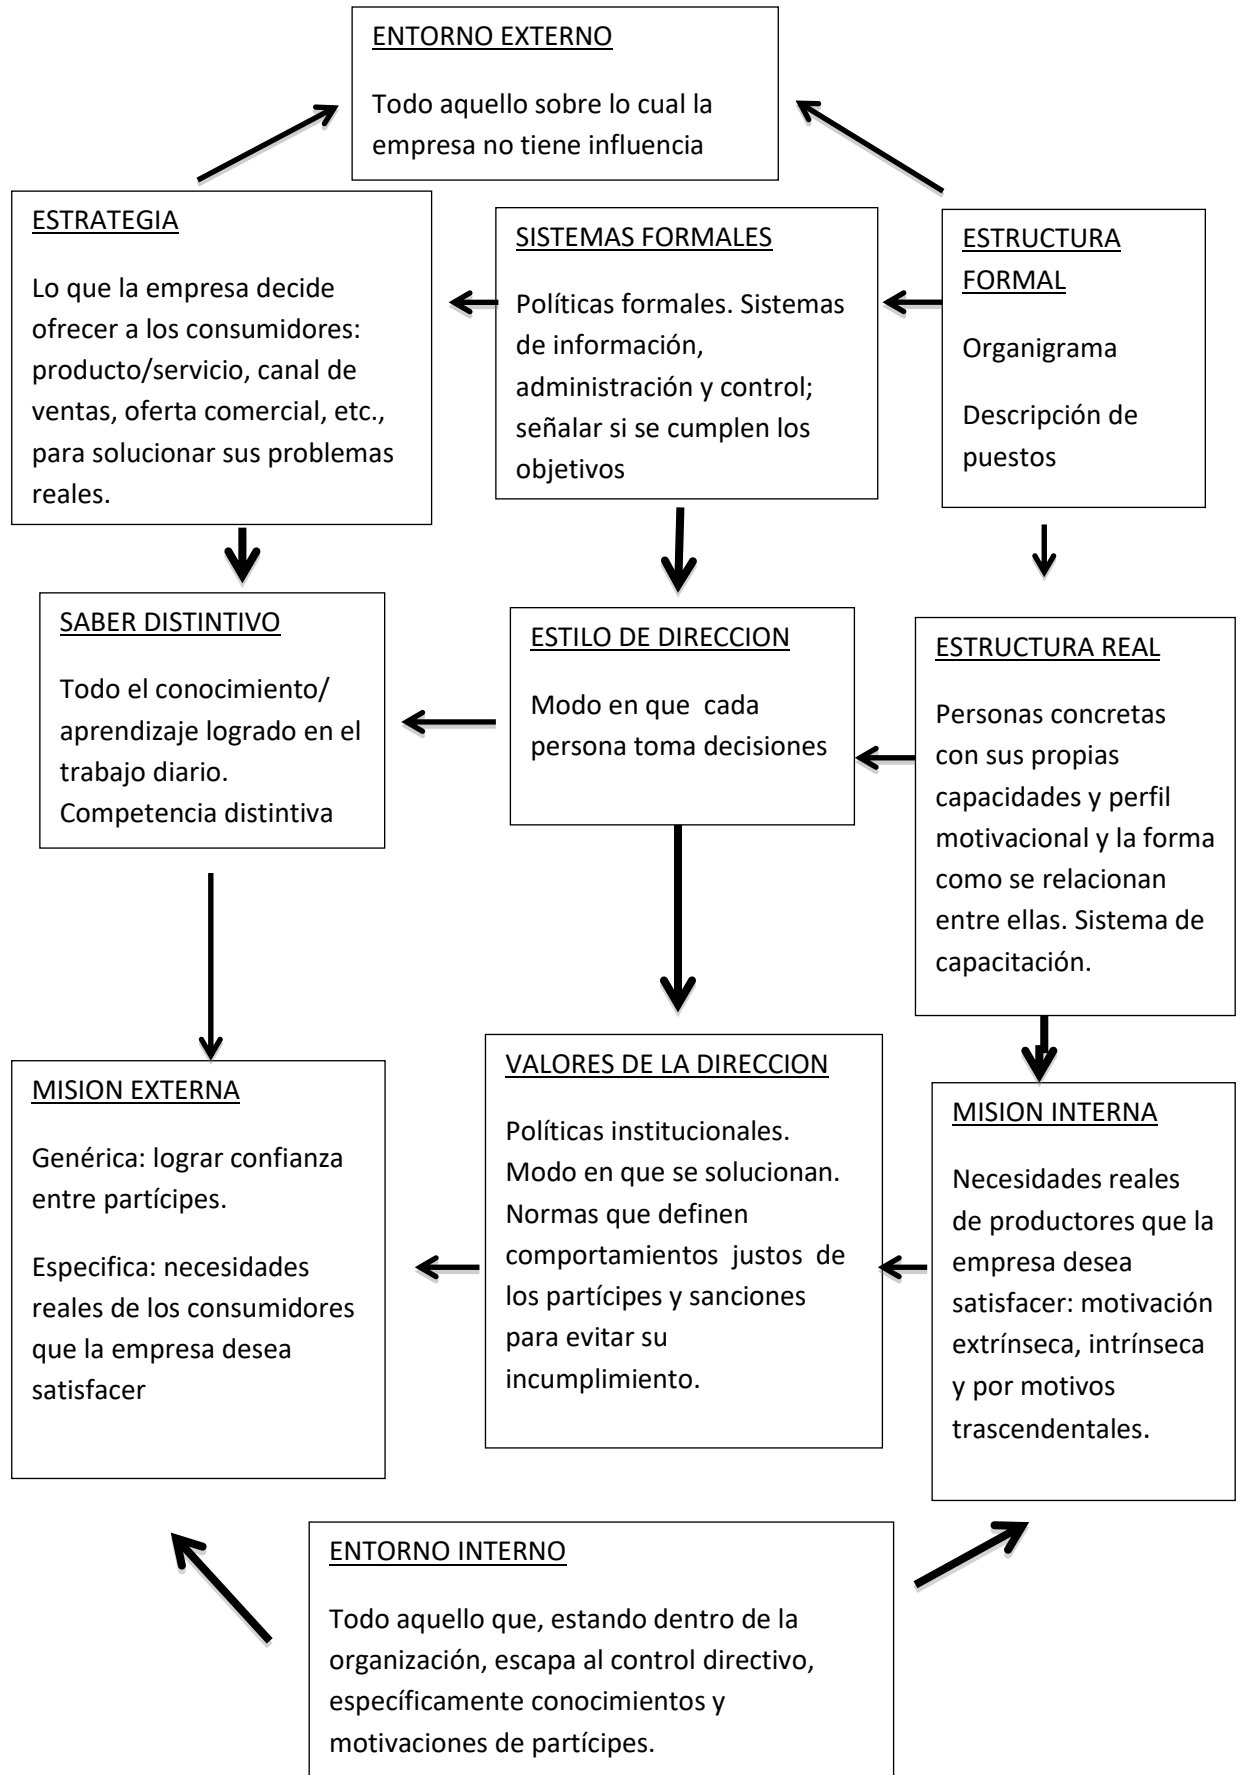 ENTORNO EXTERNO
Todo aquello sobre lo cual la
empresa no tiene influencia
ESTRATEGIA
Lo que la empresa decide
ofrecer a los consumidores:
producto/servicio, canal de
ventas, oferta comercial, etc.,
para solucionar sus problemas
reales.
SISTEMAS FORMALES
Políticas formales. Sistemas
de información,
administración y control;
señalar si se cumplen los
objetivos
ESTRUCTURA
FORMAL
Organigrama
Descripción de
puestos
SABER DISTINTIVO
Todo el conocimiento/
aprendizaje logrado en el
trabajo diario.
Competencia distintiva
ESTILO DE DIRECCION
Modo en que cada
persona toma decisiones
ESTRUCTURA REAL
Personas concretas
con sus propias
capacidades y perfil
motivacional y la forma
como se relacionan
entre ellas. Sistema de
capacitación.
MISION EXTERNA
Genérica: lograr confianza
entre partícipes.
Especifica: necesidades
reales de los consumidores
que la empresa desea
satisfacer
VALORES DE LA DIRECCION
Políticas institucionales.
Modo en que se solucionan.
Normas que definen
comportamientos justos de
los partícipes y sanciones
para evitar su
incumplimiento.
MISION INTERNA
Necesidades reales
de productores que la
empresa desea
satisfacer: motivación
extrínseca, intrínseca
y por motivos
trascendentales.
ENTORNO INTERNO
Todo aquello que, estando dentro de la
organización, escapa al control directivo,
específicamente conocimientos y
motivaciones de partícipes.